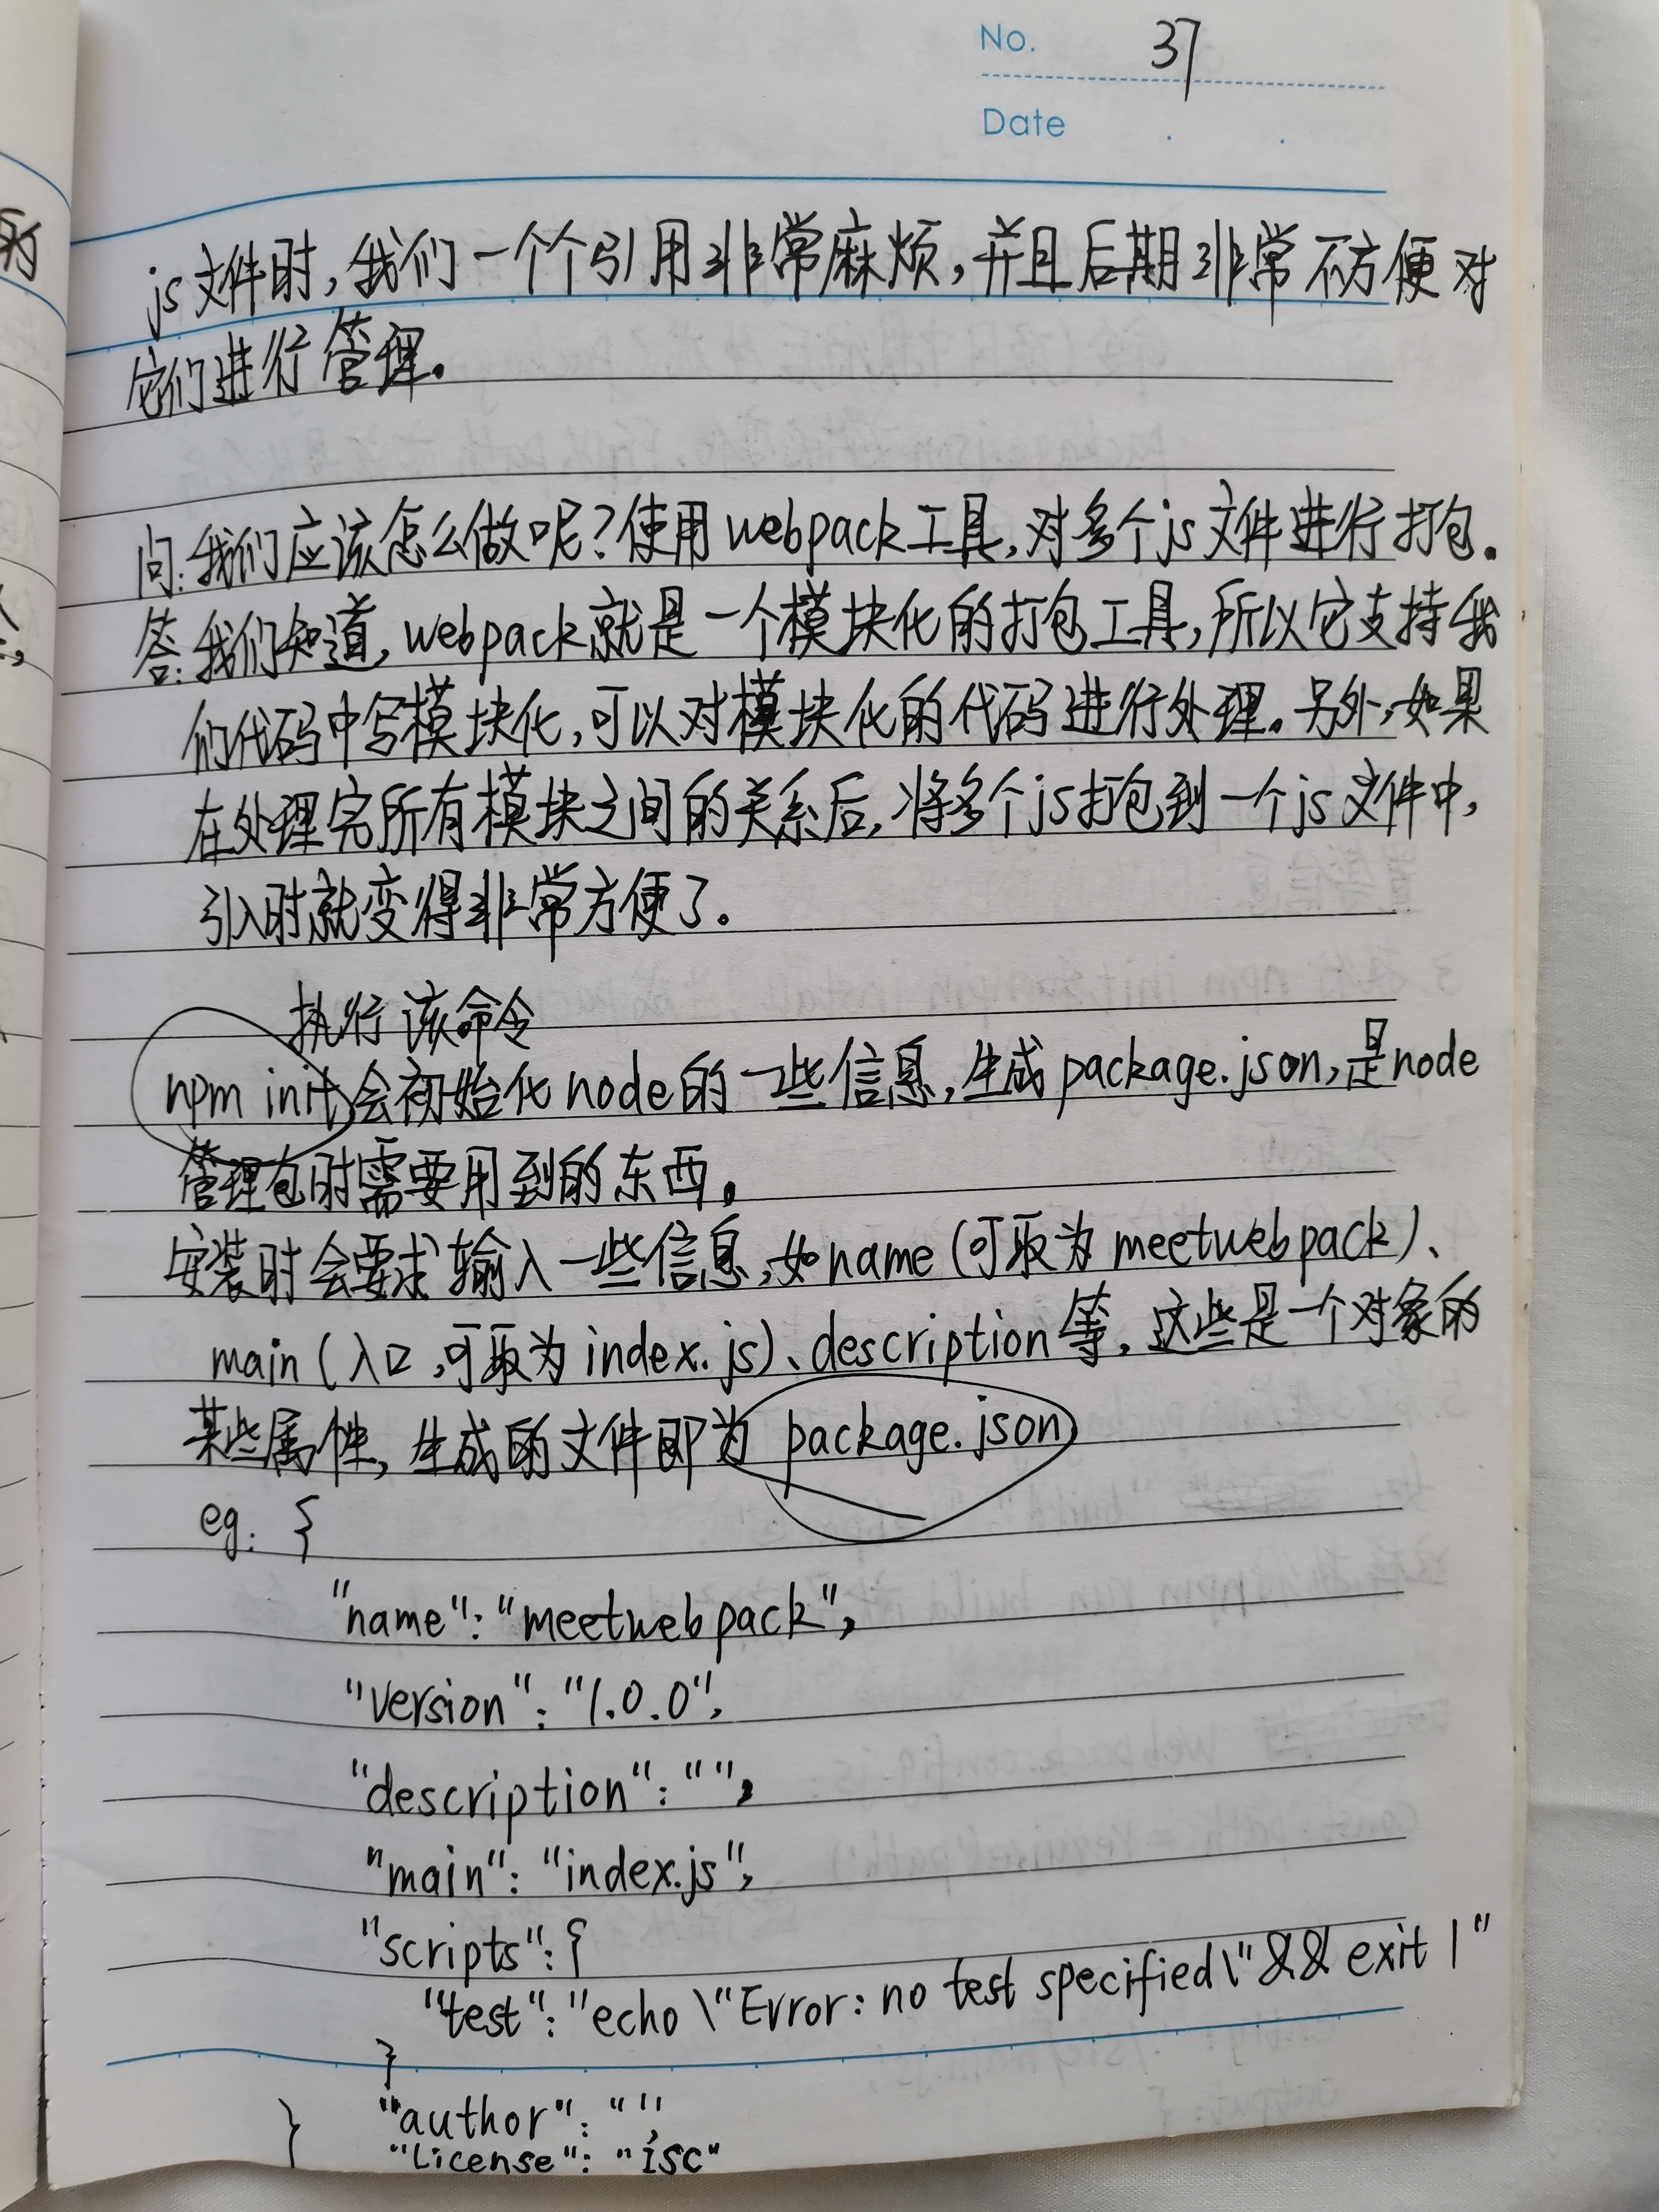 No. 37
Date
js文件时,我们一个个引用非常麻烦,并且后期非常不方便对
它们进行管理。
问:我们应该怎么做呢?使用webpack工具,对多个js文件进行打包.
答:我们知道,webpack就是一个模块化的打包工具,所以它支持我
们代码中写模块化,可以对模块化的代码进行处理。另外,如果
在处理完所有模块之间的关系后,将多个js打包到一个js文件中,
引入时就变得非常方便了。
执行该命令
npm init会初始化node的一些信息,生成package.json,是node
管理包时需要用到的东西。
安装时会要求输入一些信息,如name(可取为meetwebpack)、
main(入口,可取为index.js)、description等,这些是一个对象的
某些属性,生成的文件即为package.json
eg: {
"name":"meetwebpack",
"version":"1.0.0",
"description":"",
"main":"index.js",
"scripts":{
"test":"echo \"Error: no test specified\"&& exit 1"
}
"author":"",
"License":"isc"
}
的